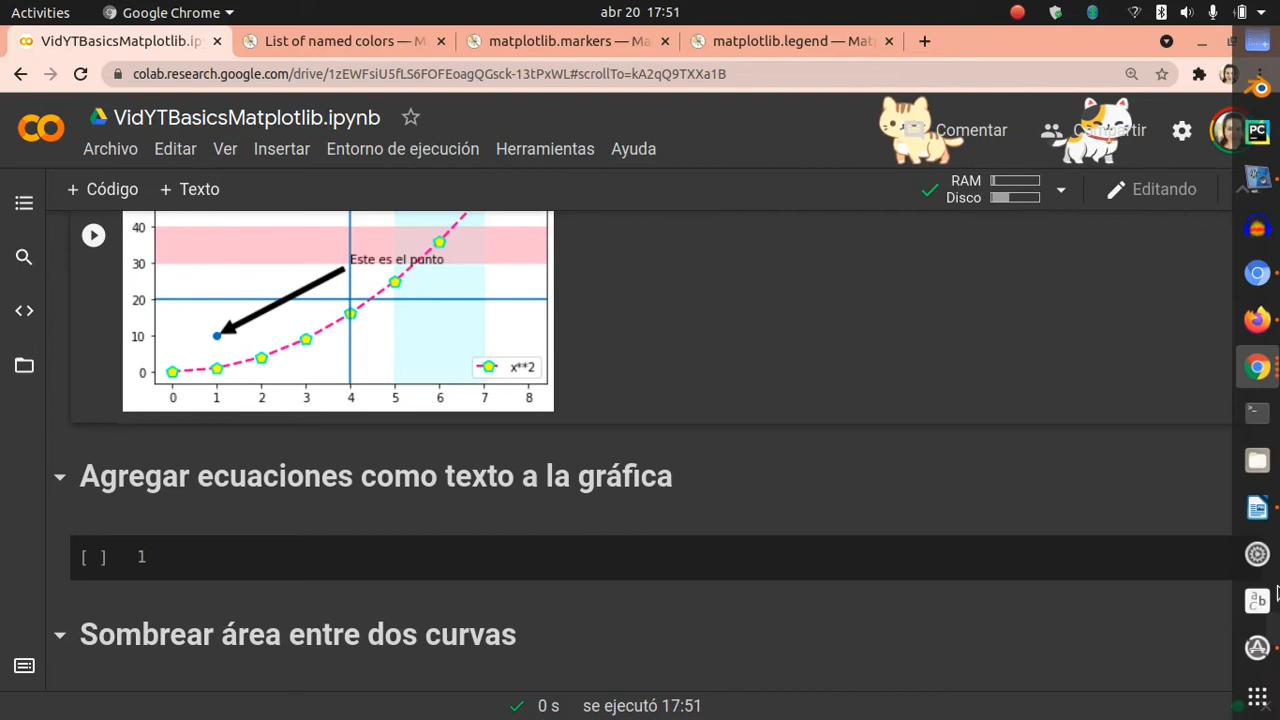 Activities
Google Chrome
abr 20 17:51
VidYTBasicsMatplotlib.ip
List of named colors — M
matplotlib.markers — Ma
matplotlib.legend — Mat
colab.research.google.com/drive/1zEWFsiU5fLS6FOFEoagQGsck-13tPxWL#scrollTo=kA2qQ9TXXa1B
VidYTBasicsMatplotlib.ipynb
Comentar
Compartir
Archivo Editar Ver Insertar Entorno de ejecución Herramientas Ayuda
+ Código + Texto
RAM
Disco
Editando
40
30
20
10
0
Este es el punto
x**2
0 1 2 3 4 5 6 7 8
Agregar ecuaciones como texto a la gráfica
[ ] 1
Sombrear área entre dos curvas
0 s se ejecutó 17:51